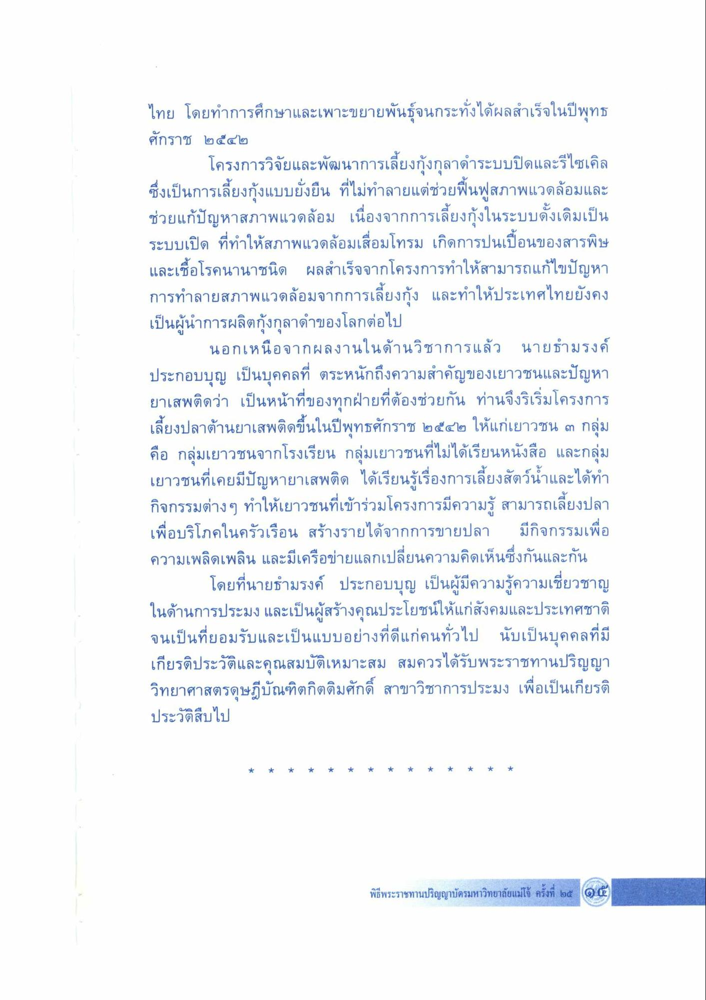 ไทย โดยทำการศึกษาและเพาะขยายพันธุ์จนกระทั่งได้ผลสำเร็จในปีพุทธ
ศักราช ๒๕๔๒
โครงการวิจัยและพัฒนาการเลี้ยงกุ้งกุลาดำระบบปิดและรีไซเคิล
ซึ่งเป็นการเลี้ยงกุ้งแบบยั่งยืน ที่ไม่ทำลายแต่ช่วยฟื้นฟูสภาพแวดล้อมและ
ช่วยแก้ปัญหาสภาพแวดล้อม เนื่องจากการเลี้ยงกุ้งในระบบดั้งเดิมเป็น
ระบบเปิด ที่ทำให้สภาพแวดล้อมเสื่อมโทรม เกิดการปนเปื้อนของสารพิษ
และเชื้อโรคนานาชนิด ผลสำเร็จจากโครงการทำให้สามารถแก้ไขปัญหา
การทำลายสภาพแวดล้อมจากการเลี้ยงกุ้ง และทำให้ประเทศไทยยังคง
เป็นผู้นำการผลิตกุ้งกุลาดำของโลกต่อไป
นอกเหนือจากผลงานในด้านวิชาการแล้ว นายธำมรงค์
ประกอบบุญ เป็นบุคคลที่ ตระหนักถึงความสำคัญของเยาวชนและปัญหา
ยาเสพติดว่า เป็นหน้าที่ของทุกฝ่ายที่ต้องช่วยกัน ท่านจึงริเริ่มโครงการ
เลี้ยงปลาต้านยาเสพติดขึ้นในปีพุทธศักราช ๒๕๔๒ ให้แก่เยาวชน ๓ กลุ่ม
คือ กลุ่มเยาวชนจากโรงเรียน กลุ่มเยาวชนที่ไม่ได้เรียนหนังสือ และกลุ่ม
เยาวชนที่เคยมีปัญหายาเสพติด ได้เรียนรู้เรื่องการเลี้ยงสัตว์น้ำและได้ทำ
กิจกรรมต่างๆ ทำให้เยาวชนที่เข้าร่วมโครงการมีความรู้ สามารถเลี้ยงปลา
เพื่อบริโภคในครัวเรือน สร้างรายได้จากการขายปลา มีกิจกรรมเพื่อ
ความเพลิดเพลิน และมีเครือข่ายแลกเปลี่ยนความคิดเห็นซึ่งกันและกัน
โดยที่นายธำมรงค์ ประกอบบุญ เป็นผู้มีความรู้ความเชี่ยวชาญ
ในด้านการประมง และเป็นผู้สร้างคุณประโยชน์ให้แก่สังคมและประเทศชาติ
จนเป็นที่ยอมรับและเป็นแบบอย่างที่ดีแก่คนทั่วไป นับเป็นบุคคลที่มี
เกียรติประวัติและคุณสมบัติเหมาะสม สมควรได้รับพระราชทานปริญญา
วิทยาศาสตรดุษฎีบัณฑิตกิตติมศักดิ์ สาขาวิชาการประมง เพื่อเป็นเกียรติ
ประวัติสืบไป
* * * * * * * * * * * * * *
พิธีพระราชทานปริญญาบัตรมหาวิทยาลัยแม่โจ้ ครั้งที่ ๒๕ ๑๕